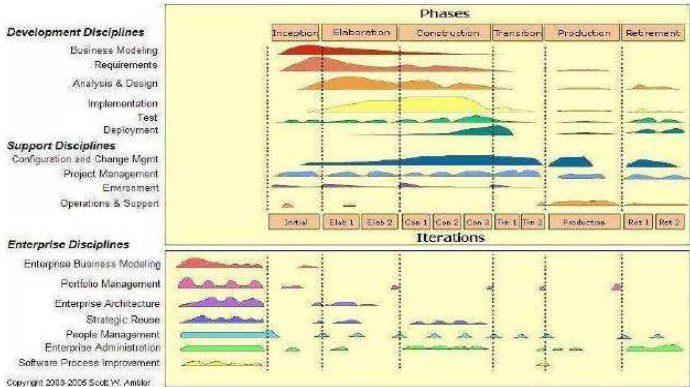 Phases
Development Disciplines
Inception Elaboration Construction Transition Production Retirement
Business Modeling
Requirements
Analysis & Design
Implementation
Test
Deployment
Support Disciplines
Configuration and Change Mgmt
Project Management
Environment
Operations & Support
Initial Elab 1 Elab 2 Con 1 Con 2 Con 3 Trn 1 Trn 2 Production Ret 1 Ret 2
Iterations
Enterprise Disciplines
Enterprise Business Modeling
Portfolio Management
Enterprise Architecture
Strategic Reuse
People Management
Enterprise Administration
Software Process Improvement
Copyright 2003-2005 Scott W. Ambler